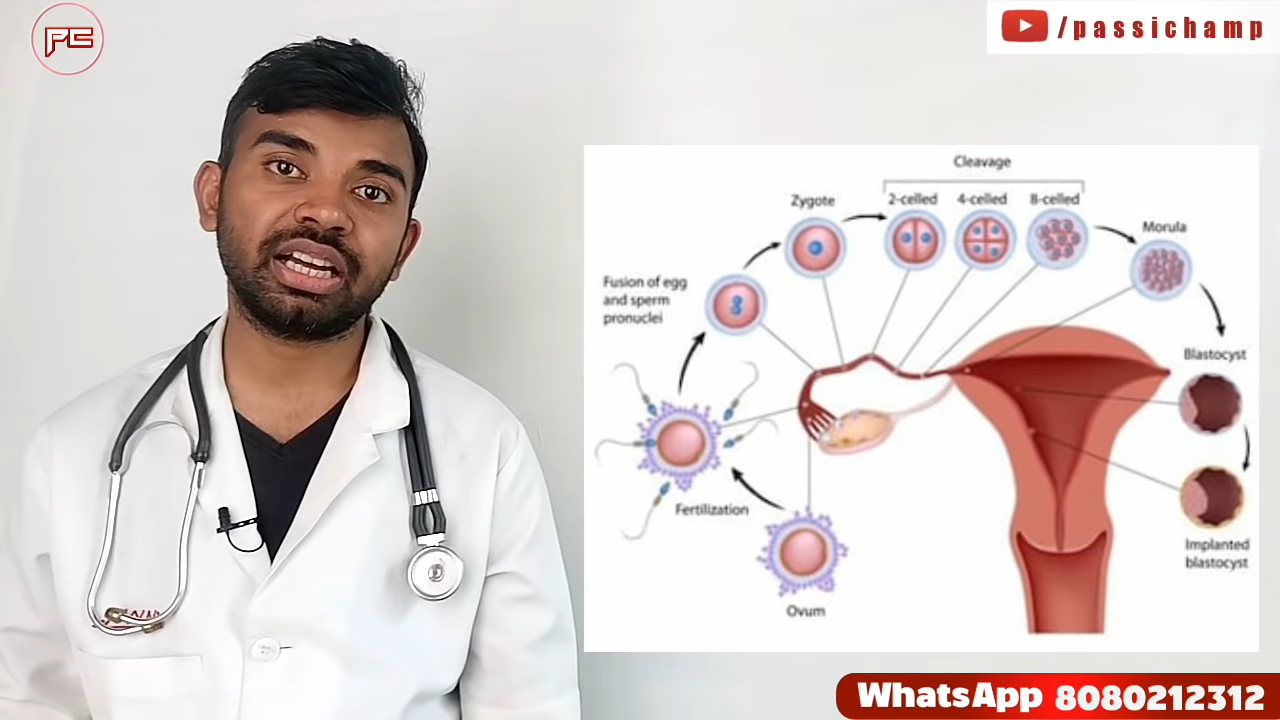 PC
/passichamp
Cleavage
Zygote
2-celled
4-celled
8-celled
Morula
Fusion of egg
and sperm
pronuclei
Blastocyst
Fertilization
Implanted
blastocyst
Ovum
WhatsApp 8080212312